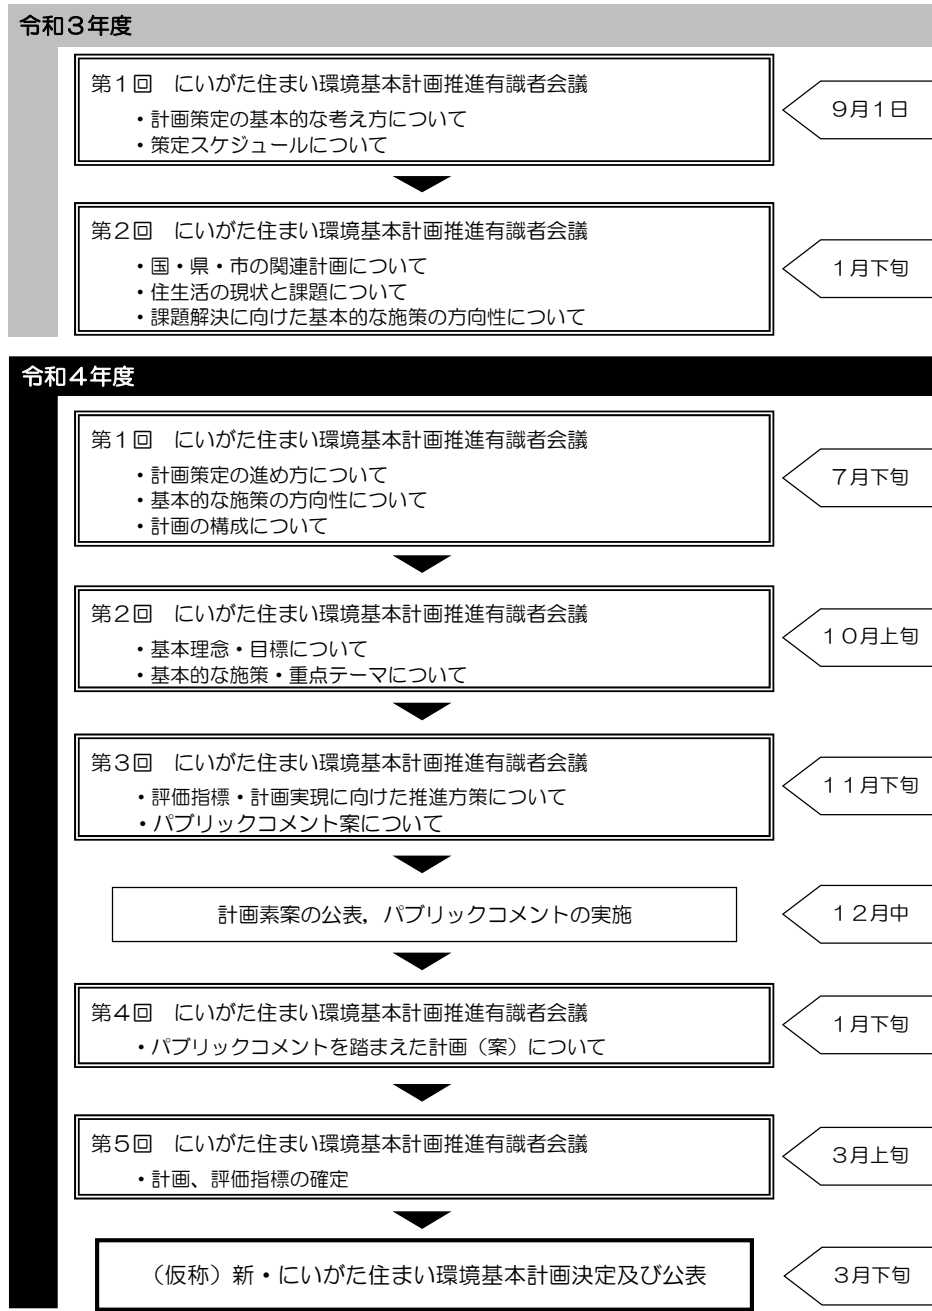 令和３年度
第１回　にいがた住まい環境基本計画推進有識者会議
・計画策定の基本的な考え方について
・策定スケジュールについて
９月１日
第２回　にいがた住まい環境基本計画推進有識者会議
・国・県・市の関連計画について
・住生活の現状と課題について
・課題解決に向けた基本的な施策の方向性について
１月下旬
令和４年度
第１回　にいがた住まい環境基本計画推進有識者会議
・計画策定の進め方について
・基本的な施策の方向性について
・計画の構成について
７月下旬
第２回　にいがた住まい環境基本計画推進有識者会議
・基本理念・目標について
・基本的な施策・重点テーマについて
１０月上旬
第３回　にいがた住まい環境基本計画推進有識者会議
・評価指標・計画実現に向けた推進方策について
・パブリックコメント案について
１１月下旬
計画素案の公表，パブリックコメントの実施
１２月中
第４回　にいがた住まい環境基本計画推進有識者会議
・パブリックコメントを踏まえた計画（案）について
１月下旬
第５回　にいがた住まい環境基本計画推進有識者会議
・計画、評価指標の確定
３月上旬
（仮称）新・にいがた住まい環境基本計画決定及び公表
３月下旬